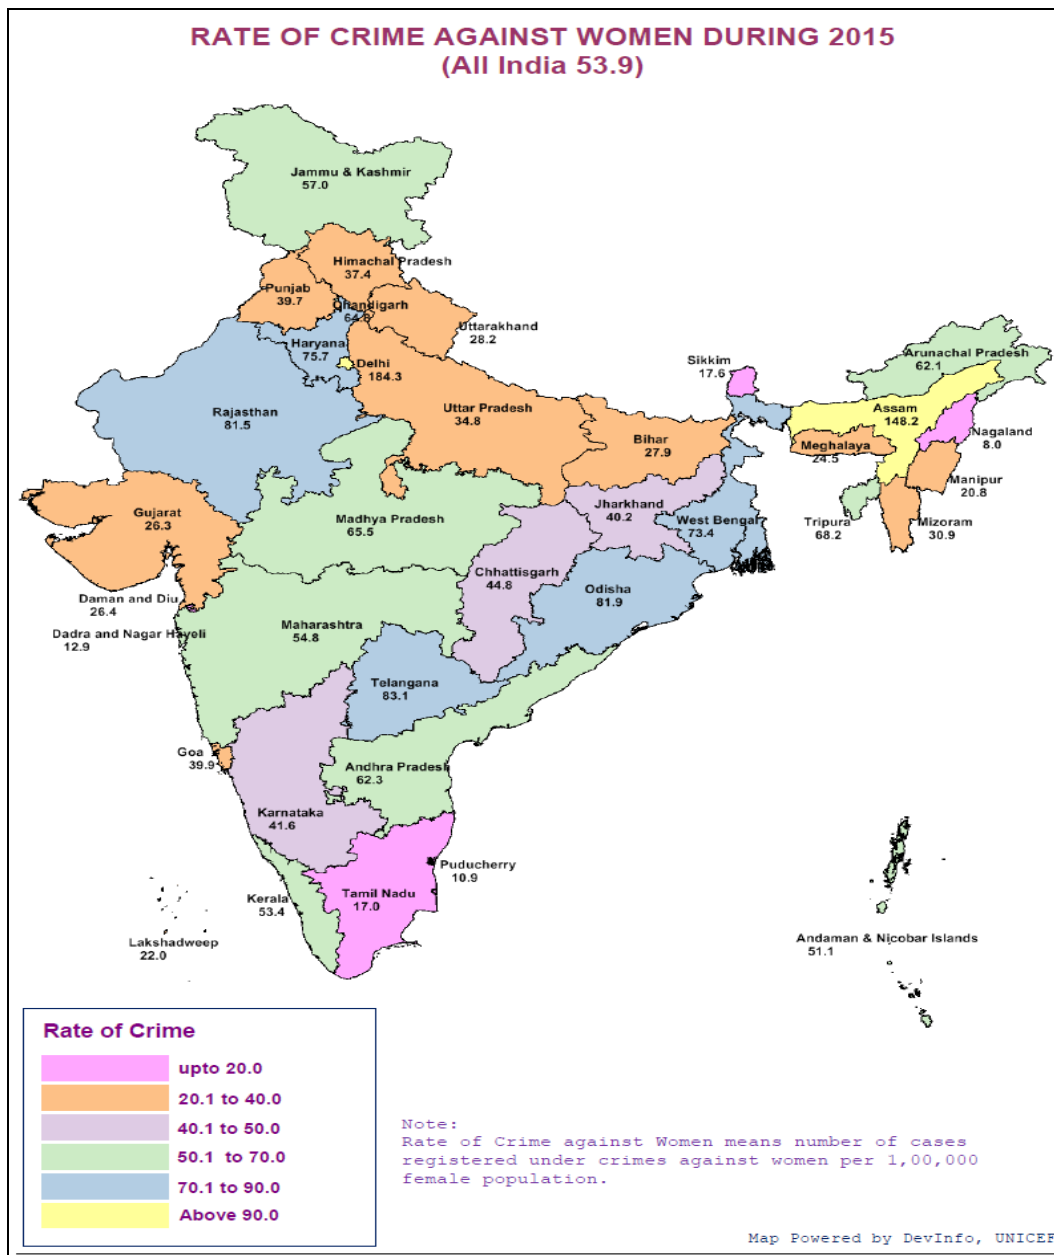 RATE OF CRIME AGAINST WOMEN DURING 2015
(All India 53.9)
Jammu & Kashmir
57.0
Himachal Pradesh
37.4
Punjab
39.7
Chandigarh
64.8
Uttarakhand
28.2
Haryana
75.7
Delhi
184.3
Sikkim
17.6
Arunachal Pradesh
62.1
Rajasthan
81.5
Uttar Pradesh
34.8
Assam
148.2
Bihar
27.9
Meghalaya
24.5
Nagaland
8.0
Manipur
20.8
Gujarat
26.3
Jharkhand
40.2
Madhya Pradesh
65.5
West Bengal
73.4
Tripura
68.2
Mizoram
30.9
Chhattisgarh
44.8
Odisha
81.9
Daman and Diu
26.4
Dadra and Nagar Haveli
12.9
Maharashtra
54.8
Telangana
83.1
Goa
39.9
Andhra Pradesh
62.3
Karnataka
41.6
Puducherry
10.9
Tamil Nadu
17.0
Kerala
53.4
Lakshadweep
22.0
Andaman & Nicobar Islands
51.1
Rate of Crime
upto 20.0
20.1 to 40.0
40.1 to 50.0
50.1 to 70.0
70.1 to 90.0
Above 90.0
Note:
Rate of Crime against Women means number of cases
registered under crimes against women per 1,00,000
female population.
Map Powered by DevInfo, UNICEF